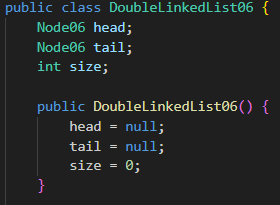 public class DoubleLinkedList06 {
    Node06 head;
    Node06 tail;
    int size;

    public DoubleLinkedList06() {
        head = null;
        tail = null;
        size = 0;
    }